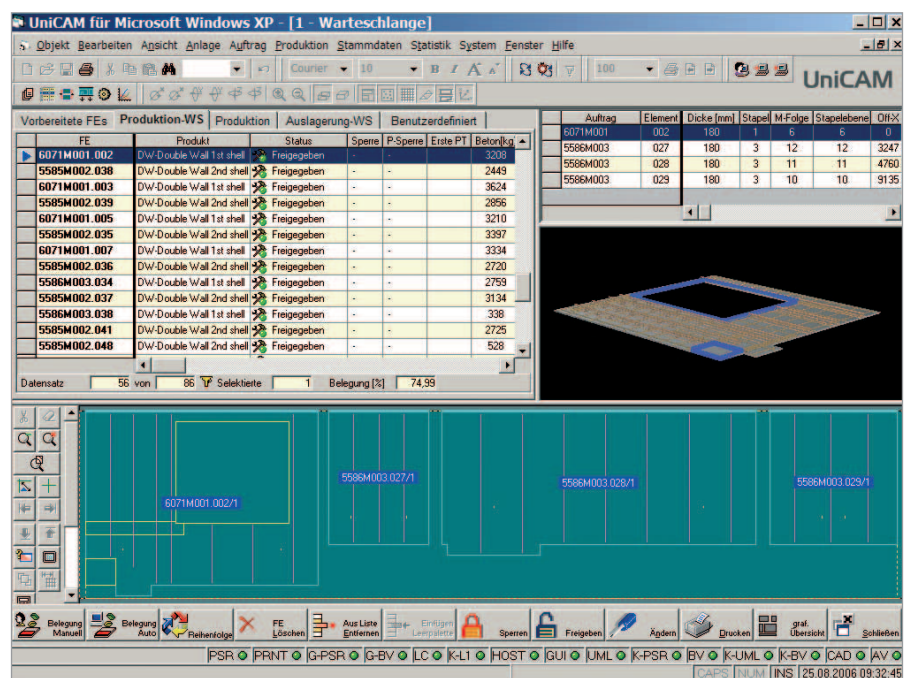 UniCAM für Microsoft Windows XP - [1 - Warteschlange]
Objekt Bearbeiten Ansicht Anlage Auftrag Produktion Stammdaten Statistik System Fenster Hilfe
Courier 10 B I A A 100
UniCAM
Vorbereitete FEs Produktion-WS Produktion Auslagerung-WS Benutzerdefiniert
FE Produkt Status Sperre P-Sperre Erste PT Beton[kg
6071M001.002 DW-Double Wall 1st shell Freigegeben - - 3208
5585M002.038 DW-Double Wall 2nd shell Freigegeben - - 2449
6071M001.003 DW-Double Wall 1st shell Freigegeben - - 3624
5585M002.039 DW-Double Wall 2nd shell Freigegeben - - 2856
6071M001.005 DW-Double Wall 1st shell Freigegeben - - 3210
5585M002.035 DW-Double Wall 2nd shell Freigegeben - - 3397
6071M001.007 DW-Double Wall 1st shell Freigegeben - - 3334
5585M002.036 DW-Double Wall 2nd shell Freigegeben - - 2720
5586M003.034 DW-Double Wall 1st shell Freigegeben - - 2759
5585M002.037 DW-Double Wall 2nd shell Freigegeben - - 3134
5586M003.038 DW-Double Wall 1st shell Freigegeben - - 338
5585M002.041 DW-Double Wall 2nd shell Freigegeben - - 2725
5585M002.048 DW-Double Wall 2nd shell Freigegeben - - 528
Datensatz 56 von 86 Selektierte 1 Belegung [%] 74,99
Auftrag Element Dicke [mm] Stapel M-Folge Stapelebene Off-X
6071M001 002 180 1 6 6 0
5586M003 027 180 3 12 12 3247
5586M003 028 180 3 11 11 4760
5586M003 029 180 3 10 10 9135
6071M001.002/1
5586M003.027/1
5586M003.028/1
5586M003.029/1
Belegung Manuell
Belegung Auto
Reihenfolge
FE Löschen
Aus Liste Entfernen
Einfügen Leerpalette
Sperren
Freigeben
Ändern
Drucken
graf. Übersicht
Schließen
PSR PRNT G-PSR G-BV LC K-L1 HOST GUI UML K-PSR BV K-UML K-BV CAD AV
CAPS NUM INS 25.08.2006 09:32:45